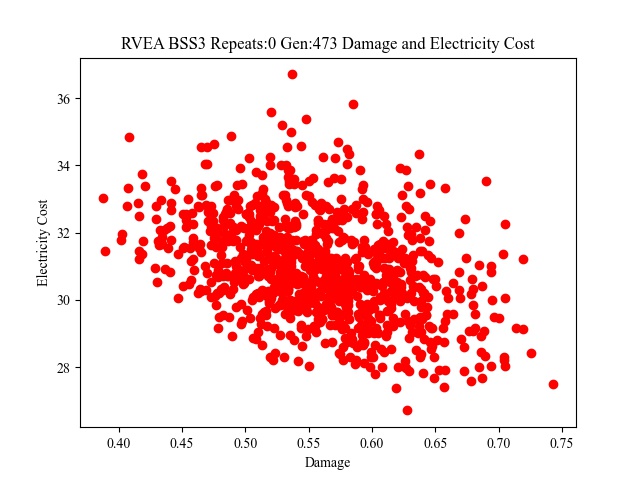 RVEA BSS3 Repeats:0 Gen:473 Damage and Electricity Cost
Electricity Cost
36
34
32
30
28
0.40 0.45 0.50 0.55 0.60 0.65 0.70 0.75
Damage